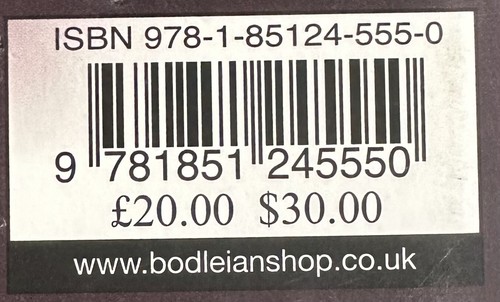 ISBN 978-1-85124-555-0
9 781851 245550
£20.00 $30.00
www.bodleianshop.co.uk